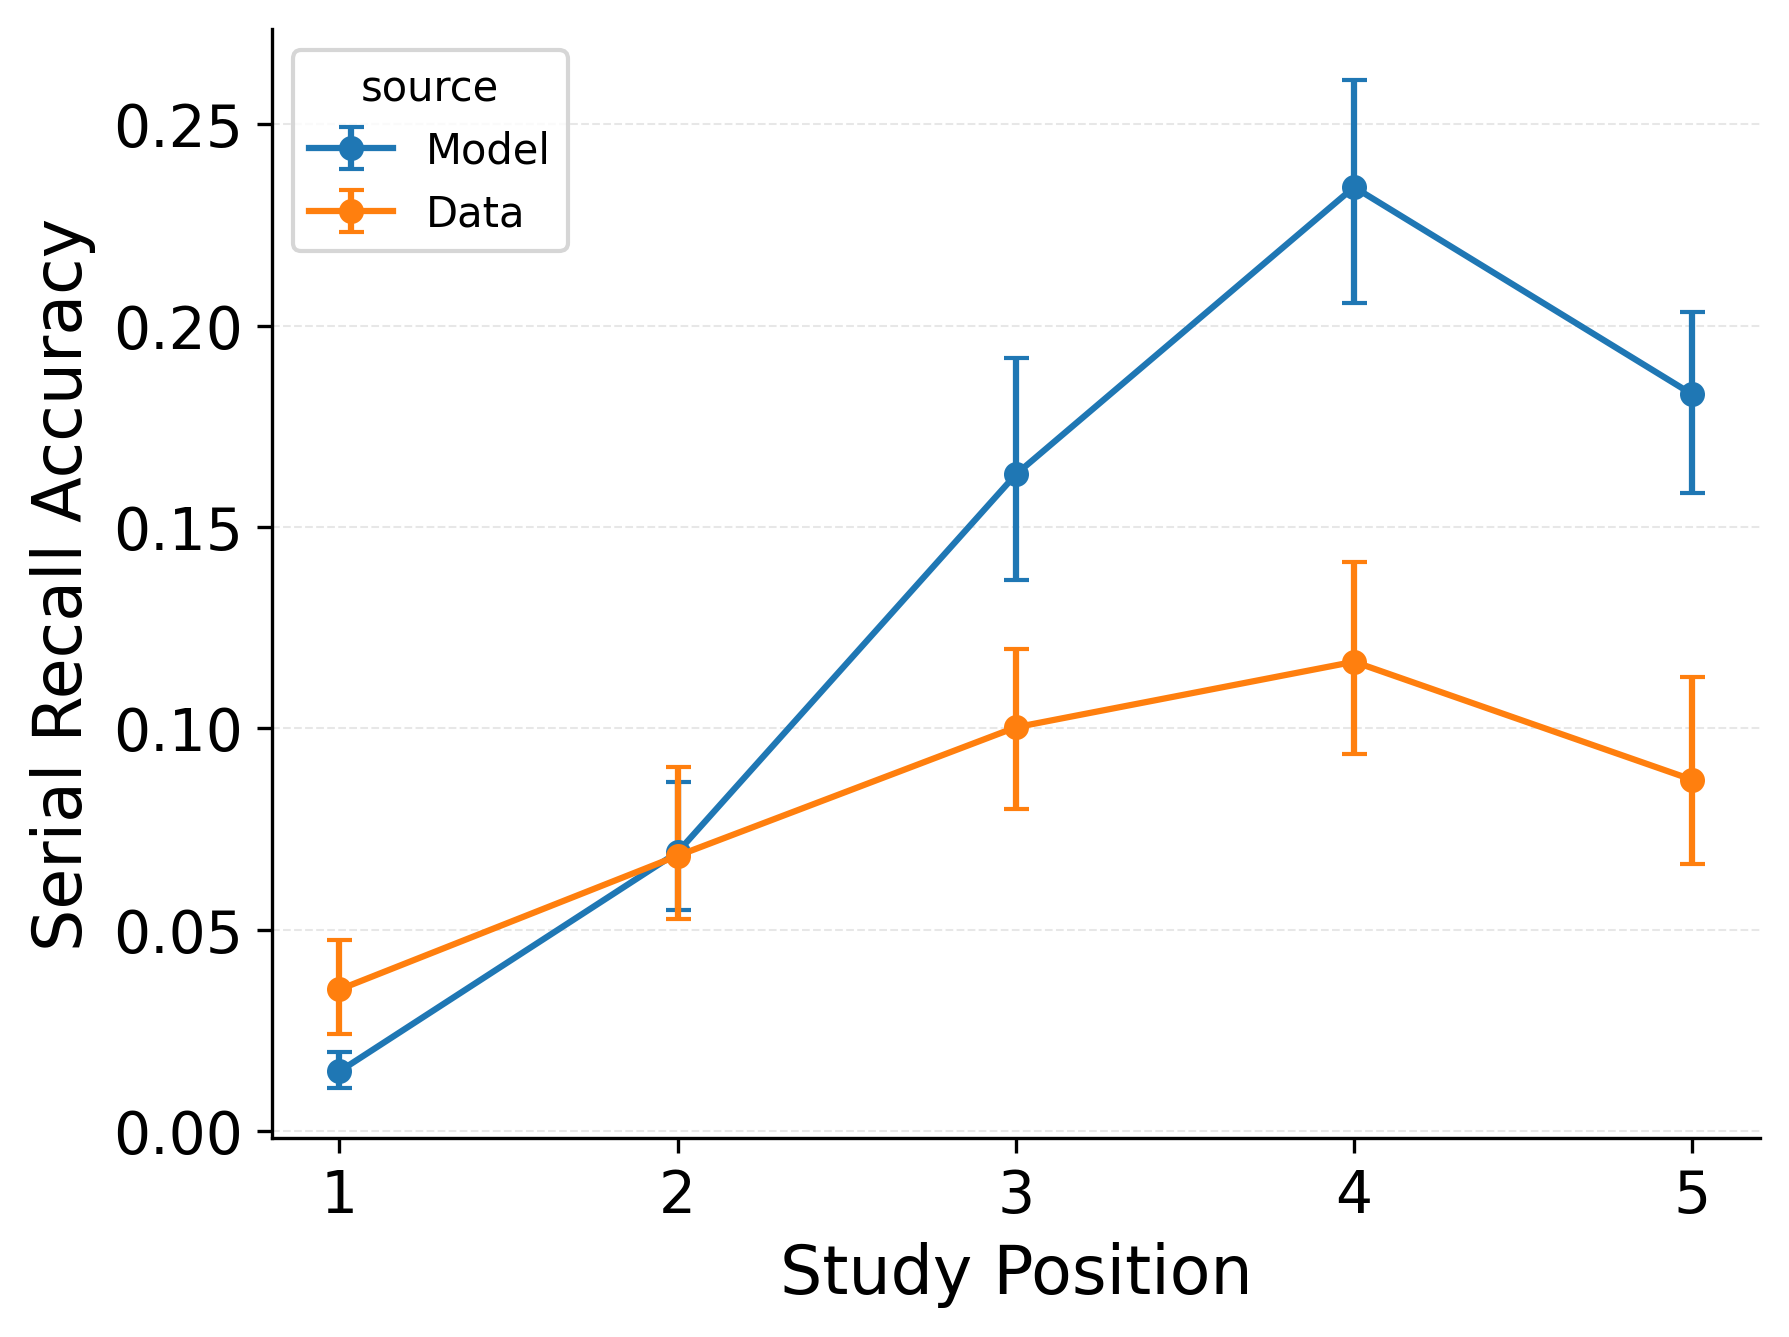 source
Model
Data
0.25
0.20
0.15
0.10
0.05
0.00
Serial Recall Accuracy
1 2 3 4 5
Study Position